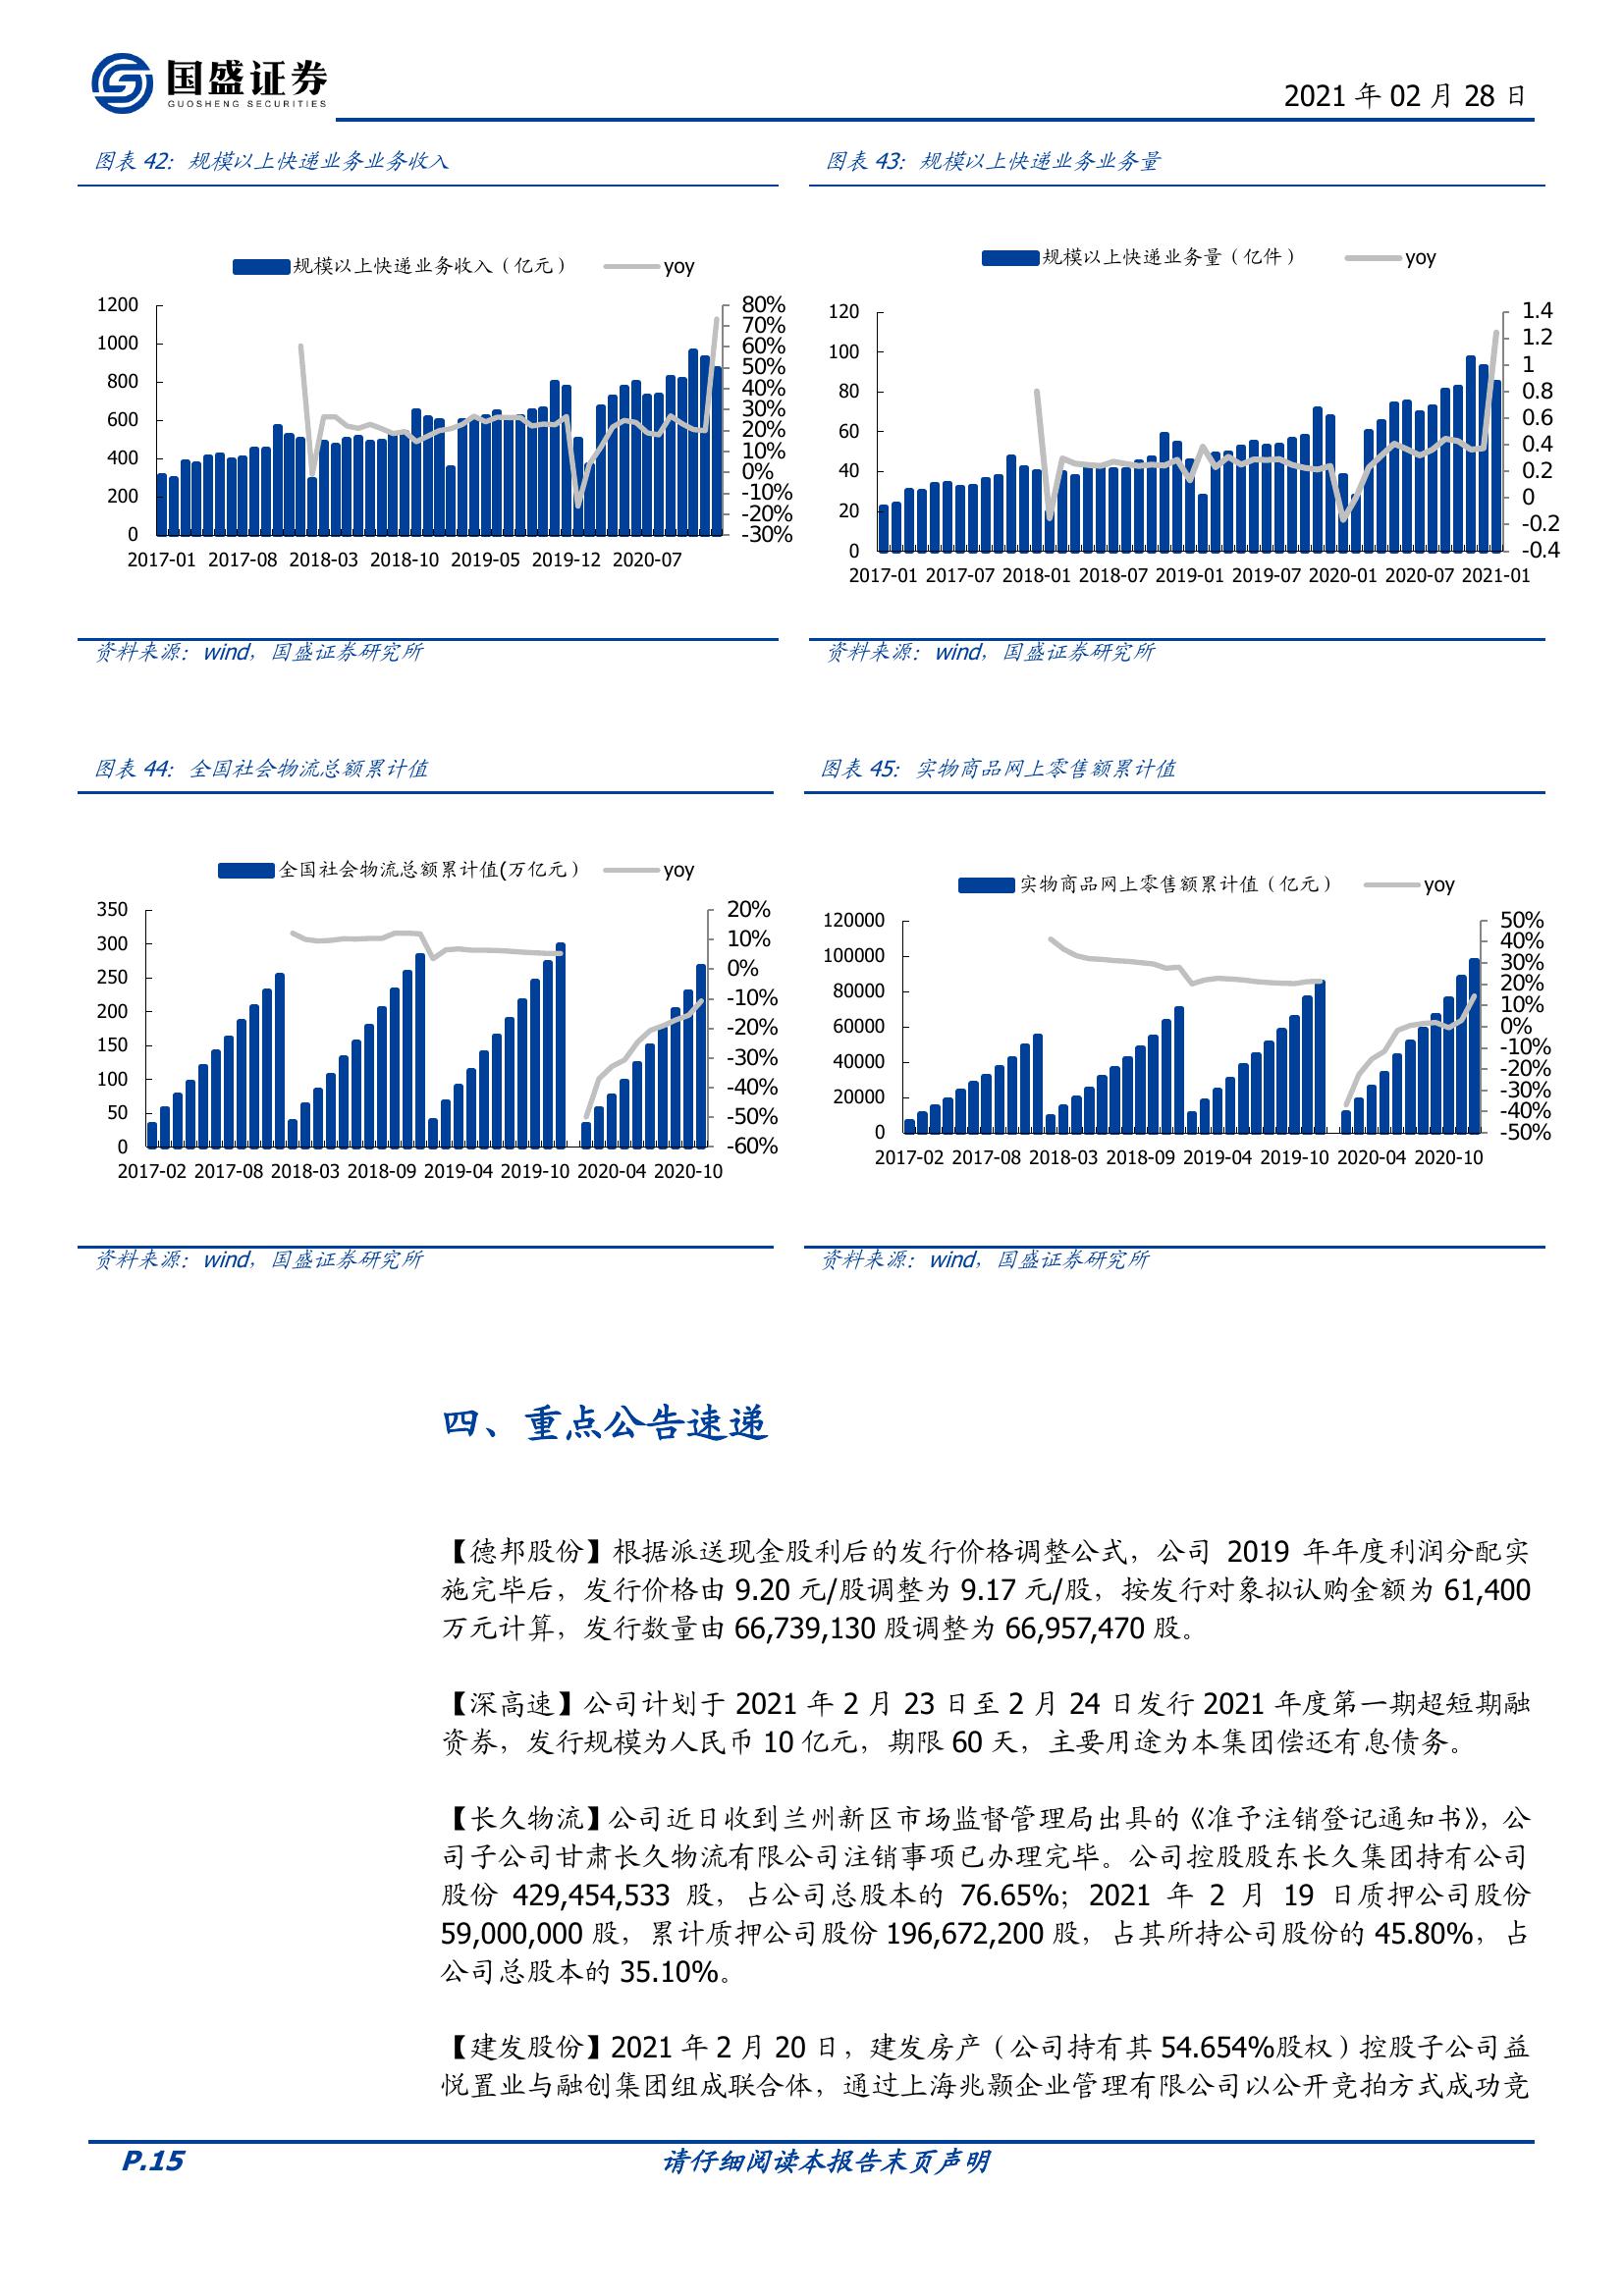 国盛证券
GUOSHENG SECURITIES
2021 年 02 月 28 日
图表 42：规模以上快递业务业务收入
规模以上快递业务收入（亿元）
yoy
1200
1000
800
600
400
200
0
80%
70%
60%
50%
40%
30%
20%
10%
0%
-10%
-20%
-30%
2017-01 2017-08 2018-03 2018-10 2019-05 2019-12 2020-07
资料来源：wind，国盛证券研究所
图表 43：规模以上快递业务业务量
规模以上快递业务量（亿件）
yoy
120
100
80
60
40
20
0
1.4
1.2
1
0.8
0.6
0.4
0.2
0
-0.2
-0.4
2017-01 2017-07 2018-01 2018-07 2019-01 2019-07 2020-01 2020-07 2021-01
资料来源：wind，国盛证券研究所
图表 44：全国社会物流总额累计值
全国社会物流总额累计值(万亿元）
yoy
350
300
250
200
150
100
50
0
20%
10%
0%
-10%
-20%
-30%
-40%
-50%
-60%
2017-02 2017-08 2018-03 2018-09 2019-04 2019-10 2020-04 2020-10
资料来源：wind，国盛证券研究所
图表 45：实物商品网上零售额累计值
实物商品网上零售额累计值（亿元）
yoy
120000
100000
80000
60000
40000
20000
0
50%
40%
30%
20%
10%
0%
-10%
-20%
-30%
-40%
-50%
2017-02 2017-08 2018-03 2018-09 2019-04 2019-10 2020-04 2020-10
资料来源：wind，国盛证券研究所
四、重点公告速递
【德邦股份】根据派送现金股利后的发行价格调整公式，公司 2019 年年度利润分配实
施完毕后，发行价格由 9.20 元/股调整为 9.17 元/股，按发行对象拟认购金额为 61,400
万元计算，发行数量由 66,739,130 股调整为 66,957,470 股。
【深高速】公司计划于 2021 年 2 月 23 日至 2 月 24 日发行 2021 年度第一期超短期融
资券，发行规模为人民币 10 亿元，期限 60 天，主要用途为本集团偿还有息债务。
【长久物流】公司近日收到兰州新区市场监督管理局出具的《准予注销登记通知书》，公
司子公司甘肃长久物流有限公司注销事项已办理完毕。公司控股股东长久集团持有公司
股份 429,454,533 股，占公司总股本的 76.65%；2021 年 2 月 19 日质押公司股份
59,000,000 股，累计质押公司股份 196,672,200 股，占其所持公司股份的 45.80%，占
公司总股本的 35.10%。
【建发股份】2021 年 2 月 20 日，建发房产（公司持有其 54.654%股权）控股子公司益
悦置业与融创集团组成联合体，通过上海兆颢企业管理有限公司以公开竞拍方式成功竞
P.15
请仔细阅读本报告末页声明